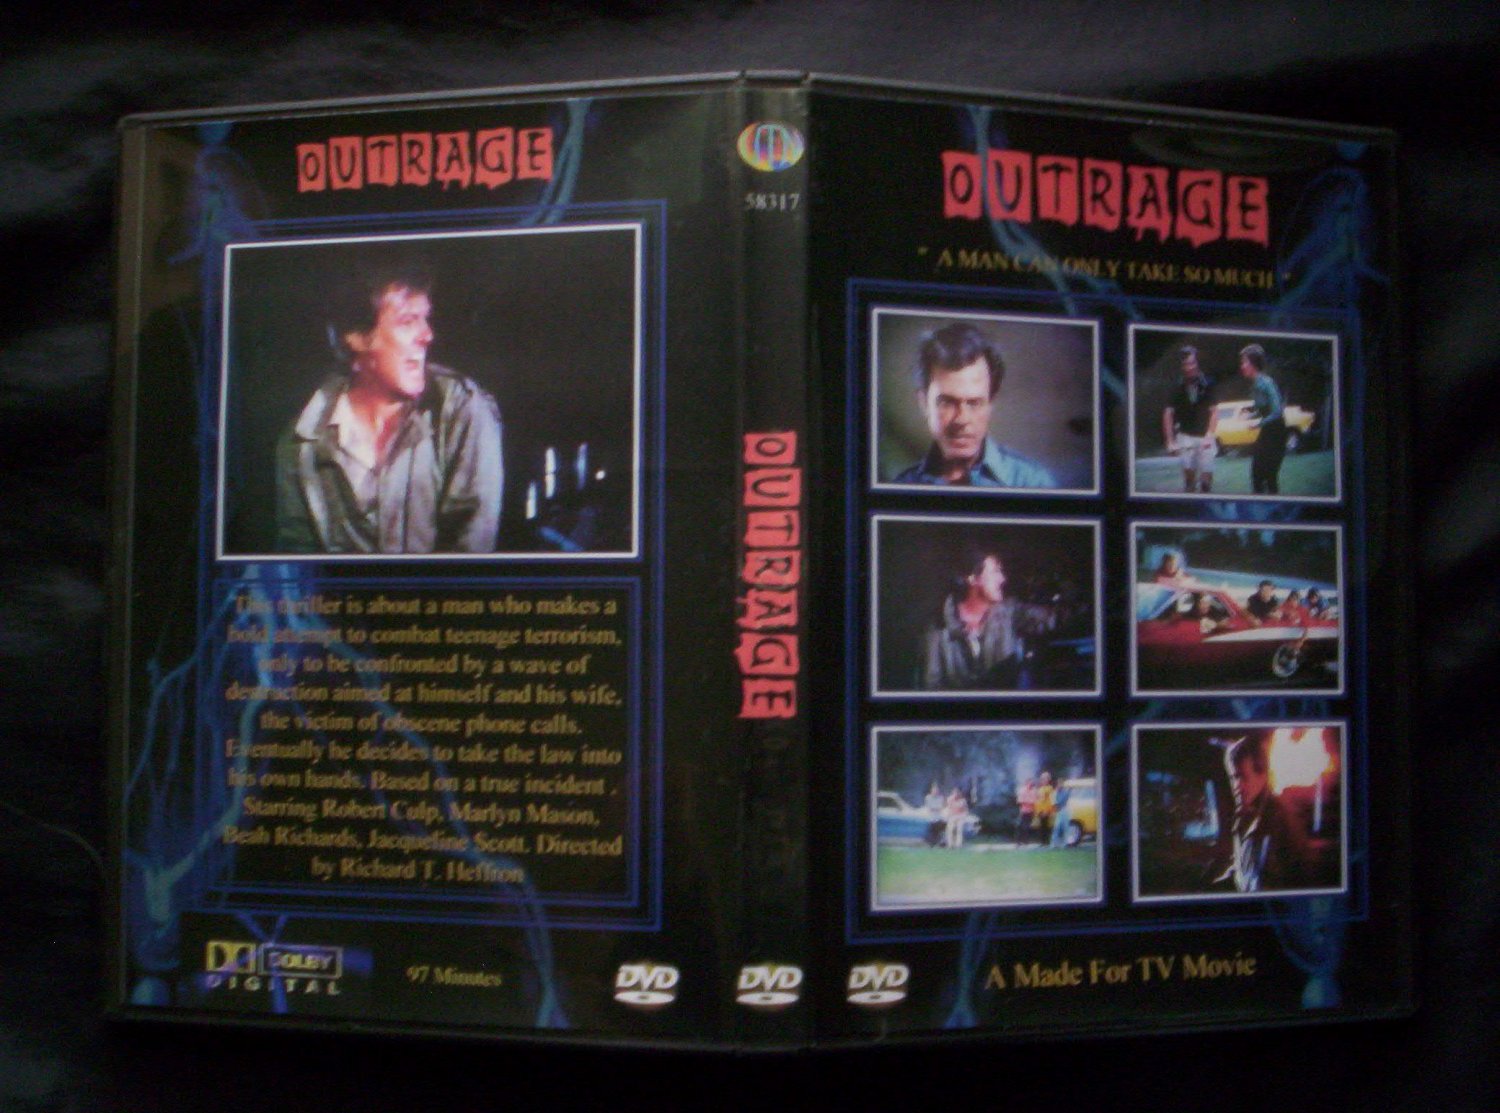 OUTRAGE
This thriller is about a man who makes a
bold attempt to combat teenage terrorism,
only to be confronted by a wave of
destruction aimed at himself and his wife,
the victim of obscene phone calls.
Eventually he decides to take the law into
his own hands. Based on a true incident .
Starring Robert Culp, Marlyn Mason,
Beah Richards, Jacqueline Scott. Directed
by Richard T. Heffron
DOLBY
DIGITAL
97 Minutes
DVD
58317
OUTRAGE
DVD
OUTRAGE
" A MAN CAN ONLY TAKE SO MUCH "
DVD
A Made For TV Movie